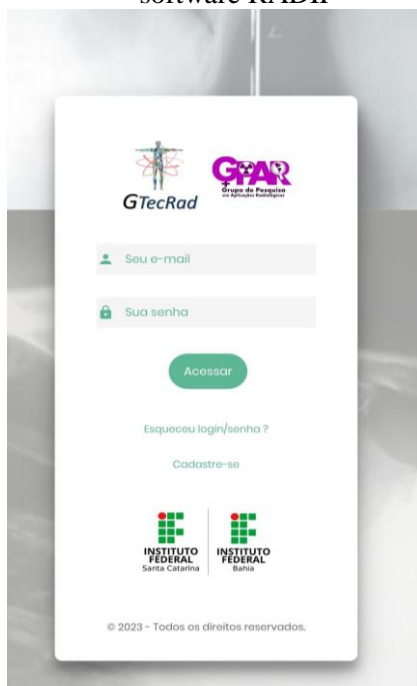 software RADIP
GTecRad
GPAR
Grupo de Pesquisa
em Aplicações Radiológicas
Seu e-mail
Sua senha
Acessar
Esqueceu login/senha ?
Cadastre-se
INSTITUTO
FEDERAL
Santa Catarina
INSTITUTO
FEDERAL
Bahia
© 2023 - Todos os direitos reservados.